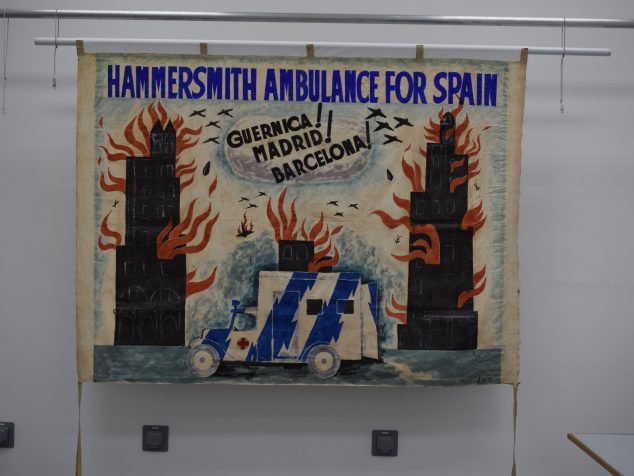 HAMMERSMITH AMBULANCE FOR SPAIN
GUERNICA!
MADRID!!
BARCELONA!